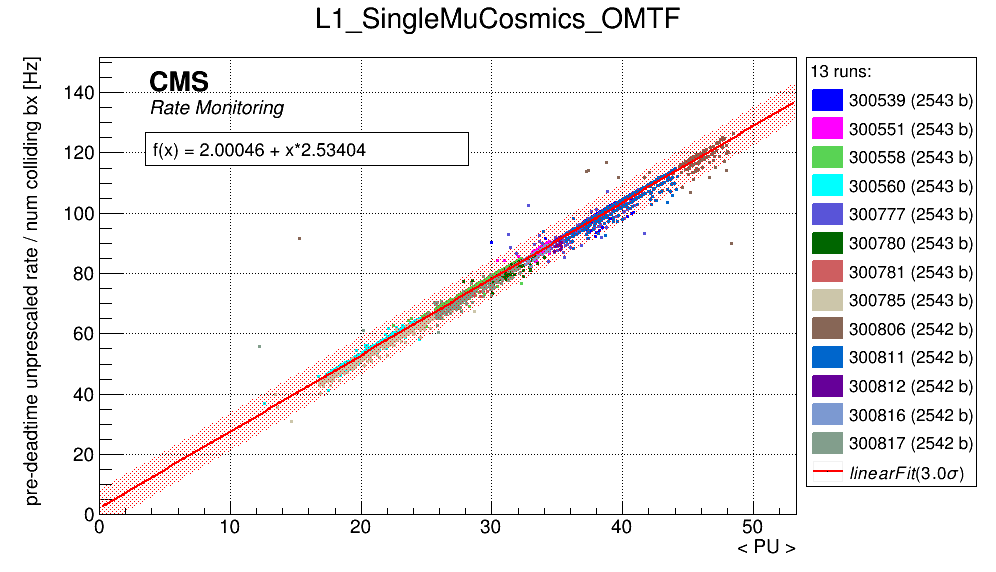 L1_SingleMuCosmics_OMTF
pre-deadtime unprescaled rate / num colliding bx [Hz]
CMS
Rate Monitoring
f(x) = 2.00046 + x*2.53404
140
120
100
80
60
40
20
0
0 10 20 30 40 50
< PU >
13 runs:
300539 (2543 b)
300551 (2543 b)
300558 (2543 b)
300560 (2543 b)
300777 (2543 b)
300780 (2543 b)
300781 (2543 b)
300785 (2543 b)
300806 (2542 b)
300811 (2542 b)
300812 (2542 b)
300816 (2542 b)
300817 (2542 b)
linearFit(3.0σ)